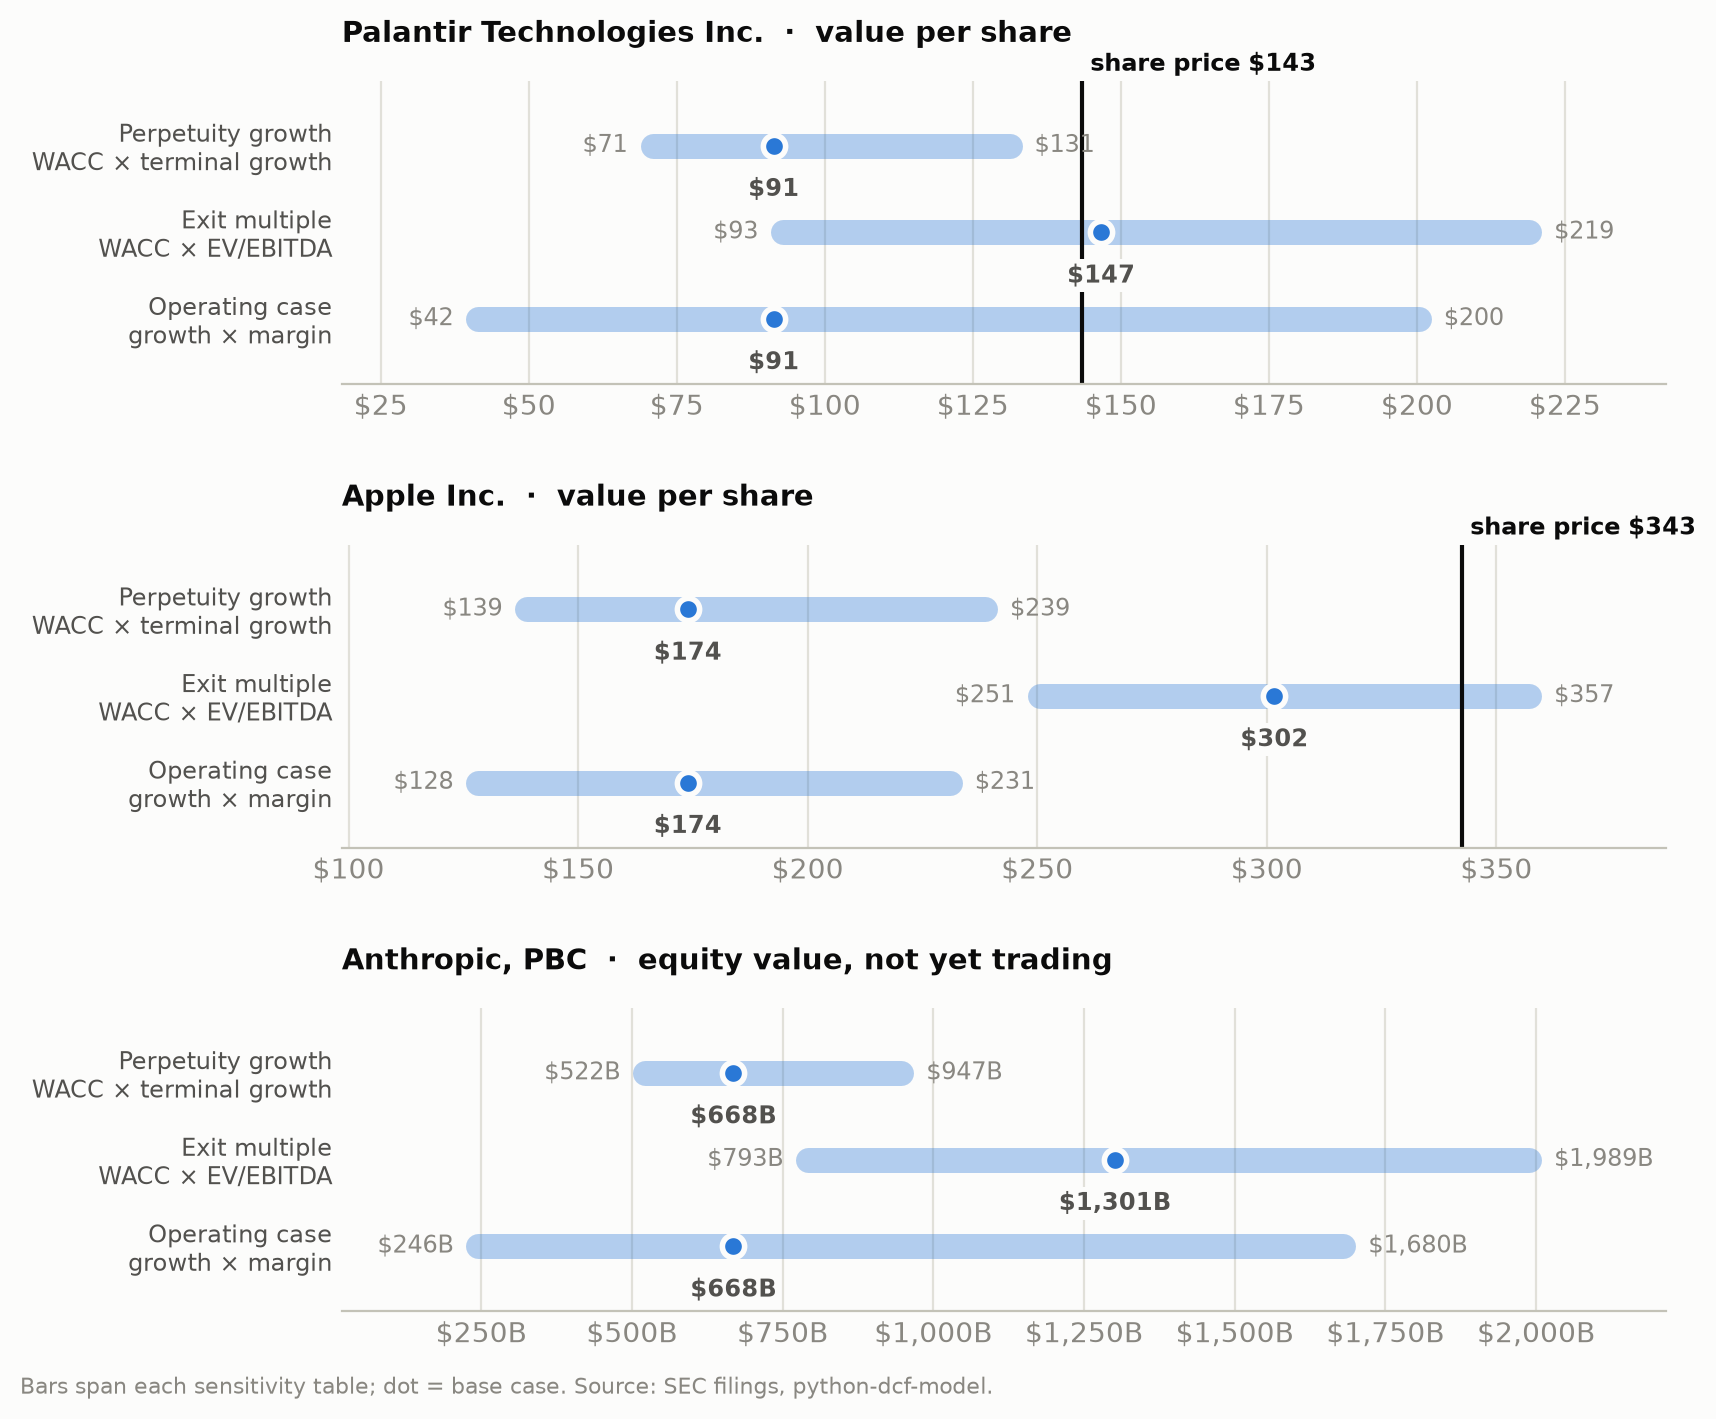 Palantir Technologies Inc. · value per share
share price $143
Perpetuity growth
WACC × terminal growth
$71
$131
$91
Exit multiple
WACC × EV/EBITDA
$93
$219
$147
Operating case
growth × margin
$42
$200
$91
$25 $50 $75 $100 $125 $150 $175 $200 $225
Apple Inc. · value per share
share price $343
Perpetuity growth
WACC × terminal growth
$139
$239
$174
Exit multiple
WACC × EV/EBITDA
$251
$357
$302
Operating case
growth × margin
$128
$231
$174
$100 $150 $200 $250 $300 $350
Anthropic, PBC · equity value, not yet trading
Perpetuity growth
WACC × terminal growth
$522B
$947B
$668B
Exit multiple
WACC × EV/EBITDA
$793B
$1,989B
$1,301B
Operating case
growth × margin
$246B
$1,680B
$668B
$250B $500B $750B $1,000B $1,250B $1,500B $1,750B $2,000B
Bars span each sensitivity table; dot = base case. Source: SEC filings, python-dcf-model.